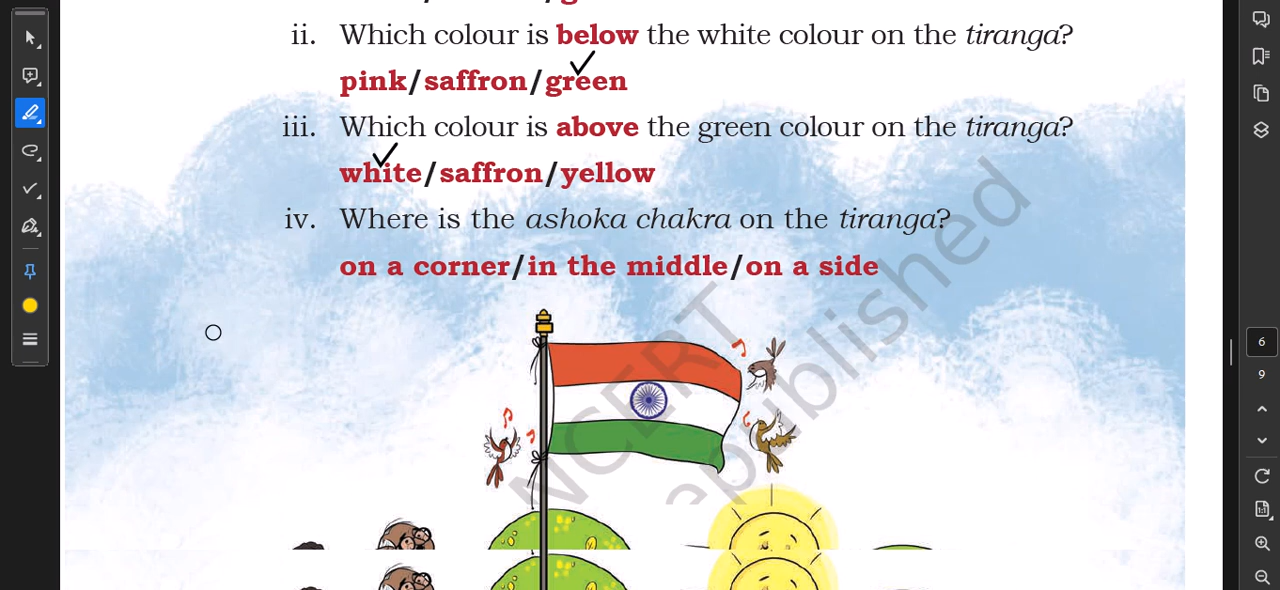 ii. Which colour is below the white colour on the tiranga?
pink/saffron/green
iii. Which colour is above the green colour on the tiranga?
white/saffron/yellow
iv. Where is the ashoka chakra on the tiranga?
on a corner/in the middle/on a side
NCERT
republished
6
9